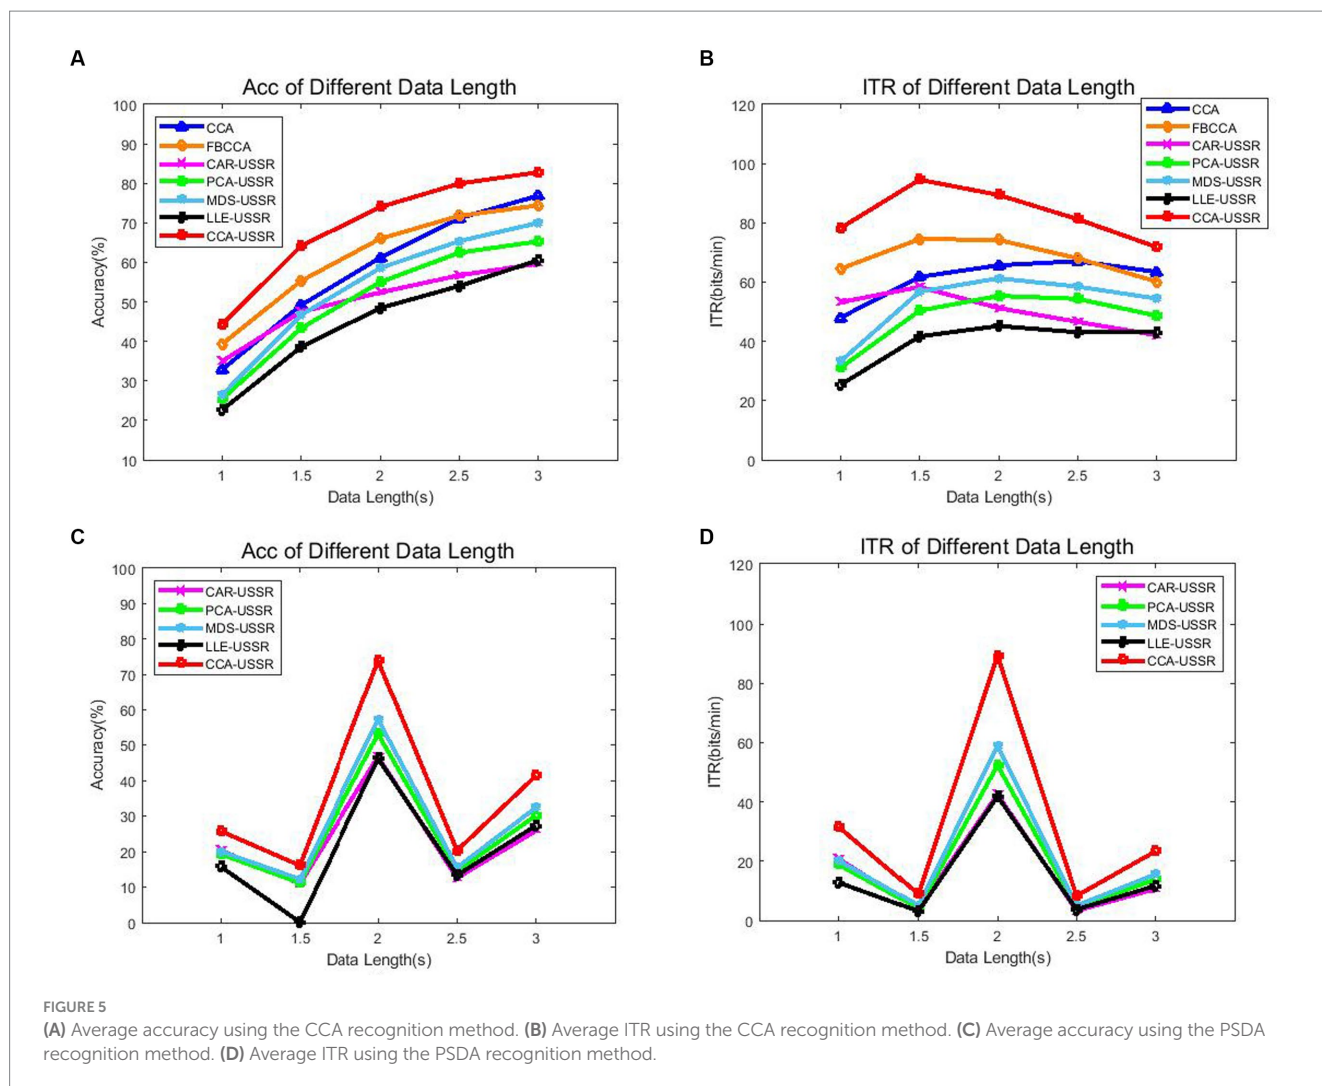 A
Acc of Different Data Length
100
90
80
70
60
50
40
30
20
10
Accuracy(%)
CCA
FBCCA
CAR-USSR
PCA-USSR
MDS-USSR
LLE-USSR
CCA-USSR
1
1.5
2
2.5
3
Data Length(s)
B
ITR of Different Data Length
120
100
80
60
40
20
0
ITR(bits/min)
CCA
FBCCA
CAR-USSR
PCA-USSR
MDS-USSR
LLE-USSR
CCA-USSR
1
1.5
2
2.5
3
Data Length(s)
C
Acc of Different Data Length
100
90
80
70
60
50
40
30
20
10
0
Accuracy(%)
CAR-USSR
PCA-USSR
MDS-USSR
LLE-USSR
CCA-USSR
1
1.5
2
2.5
3
Data Length(s)
D
ITR of Different Data Length
120
100
80
60
40
20
0
ITR(bits/min)
CAR-USSR
PCA-USSR
MDS-USSR
LLE-USSR
CCA-USSR
1
1.5
2
2.5
3
Data Length(s)
FIGURE 5
(A) Average accuracy using the CCA recognition method. (B) Average ITR using the CCA recognition method. (C) Average accuracy using the PSDA
recognition method. (D) Average ITR using the PSDA recognition method.